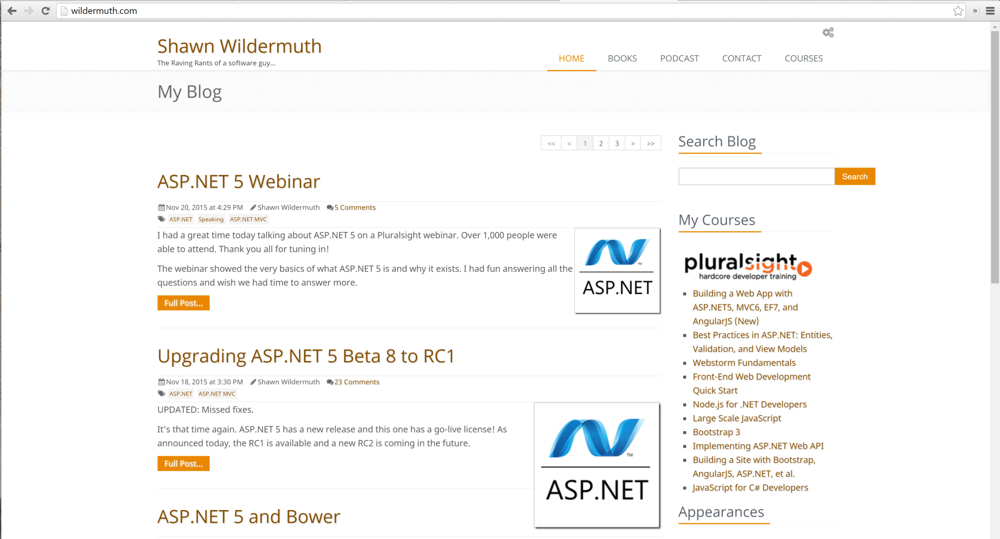 wildermuth.com
»
Shawn Wildermuth
The Raving Rants of a software guy...
HOME BOOKS PODCAST CONTACT COURSES
My Blog
<< < 1 2 3 > >>
ASP.NET 5 Webinar
Nov 20, 2015 at 4:29 PM Shawn Wildermuth 5 Comments
ASP.NET Speaking ASP.NET MVC
I had a great time today talking about ASP.NET 5 on a Pluralsight webinar. Over 1,000 people were
able to attend. Thank you all for tuning in!
The webinar showed the very basics of what ASP.NET 5 is and why it exists. I had fun answering all the
questions and wish we had time to answer more.
TM
ASP.NET
Full Post...
Upgrading ASP.NET 5 Beta 8 to RC1
Nov 18, 2015 at 3:30 PM Shawn Wildermuth 23 Comments
ASP.NET ASP.NET MVC
UPDATED: Missed fixes.
It's that time again. ASP.NET 5 has a new release and this one has a go-live license! As
announced today, the RC1 is available and a new RC2 is coming in the future.
TM
ASP.NET
Full Post...
ASP.NET 5 and Bower
Search Blog
Search
My Courses
pluralsight
hardcore developer training
Building a Web App with
ASP.NET5, MVC6, EF7, and
AngularJS (New)
Best Practices in ASP.NET: Entities,
Validation, and View Models
Webstorm Fundamentals
Front-End Web Development
Quick Start
Node.js for .NET Developers
Large Scale JavaScript
Bootstrap 3
Implementing ASP.NET Web API
Building a Site with Bootstrap,
AngularJS, ASP.NET, et al.
JavaScript for C# Developers
Appearances